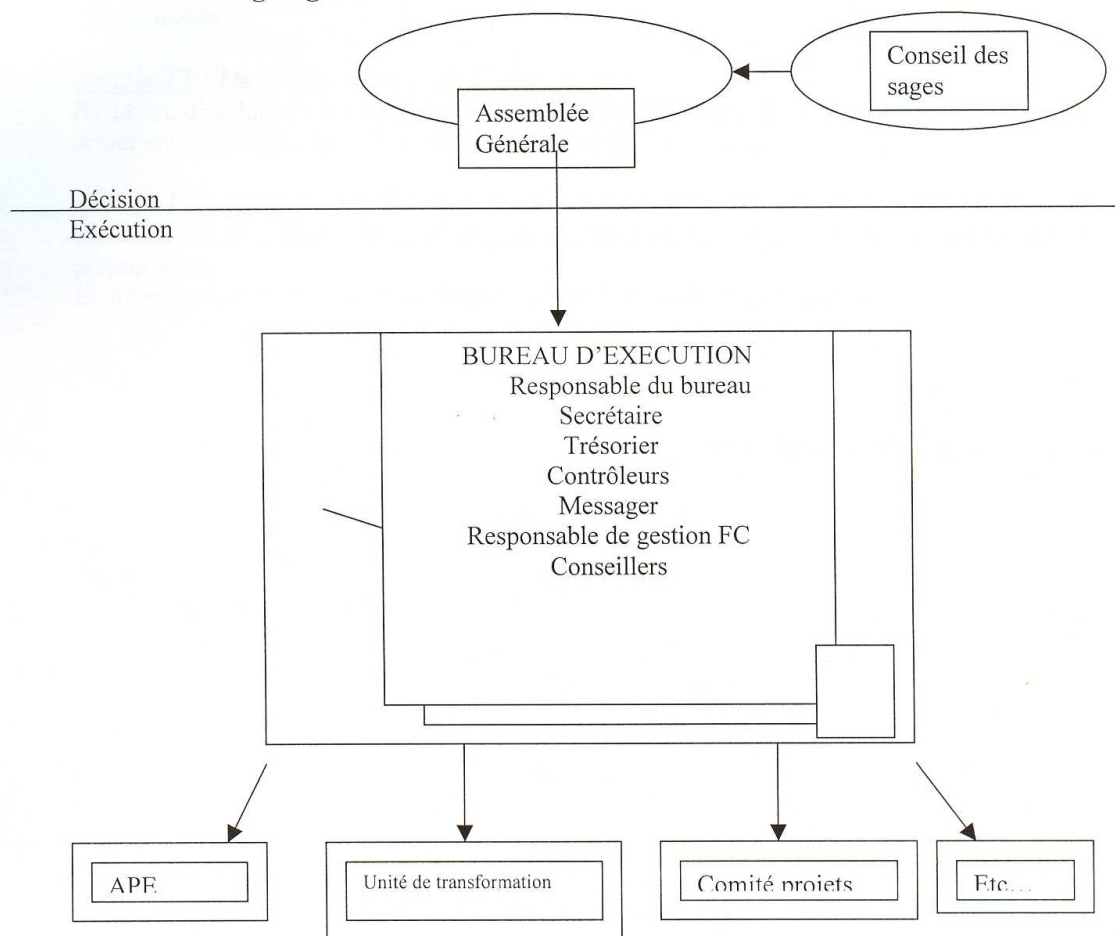 Conseil des
sages
Assemblée
Générale
Décision
Exécution
BUREAU D'EXECUTION
Responsable du bureau
Secrétaire
Trésorier
Contrôleurs
Messager
Responsable de gestion FC
Conseillers
APE
Unité de transformation
Comité projets
Etc…